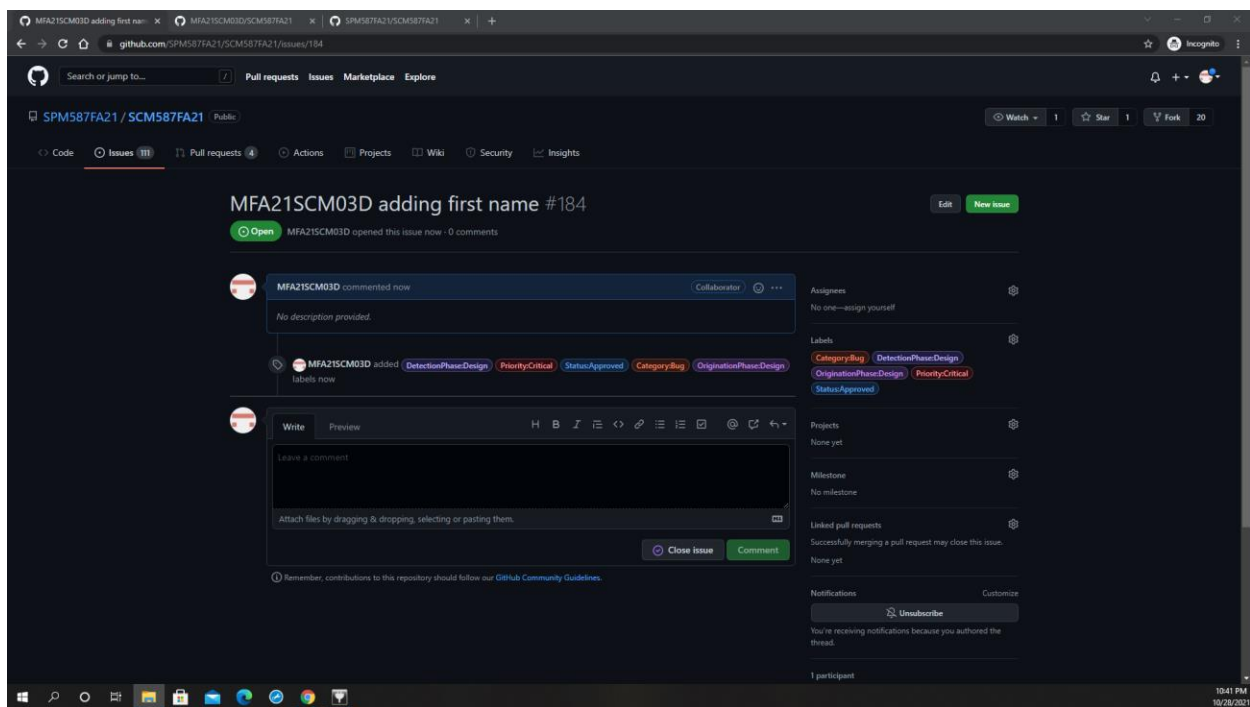 MFA21SCM03D adding first nam MFA21SCM03D/SCM587FA21 SPM587FA21/SCM587FA21
github.com/SPM587FA21/SCM587FA21/issues/184 Incognito
Search or jump to... / Pull requests Issues Marketplace Explore
SPM587FA21 / SCM587FA21 Public Watch 1 Star 1 Fork 20
Code Issues 111 Pull requests 4 Actions Projects Wiki Security Insights
MFA21SCM03D adding first name #184 Edit New issue
Open MFA21SCM03D opened this issue now · 0 comments
MFA21SCM03D commented now Collaborator
No description provided.
MFA21SCM03D added DetectionPhase:Design Priority:Critical Status:Approved Category:Bug OriginationPhase:Design
labels now
Write Preview
Leave a comment
Attach files by dragging & dropping, selecting or pasting them.
Close issue Comment
Remember, contributions to this repository should follow our GitHub Community Guidelines.
Assignees
No one—assign yourself
Labels
Category:Bug DetectionPhase:Design
OriginationPhase:Design Priority:Critical
Status:Approved
Projects
None yet
Milestone
No milestone
Linked pull requests
Successfully merging a pull request may close this issue.
None yet
Notifications Customize
Unsubscribe
You're receiving notifications because you authored the
thread.
1 participant
10:41 PM
10/28/2021